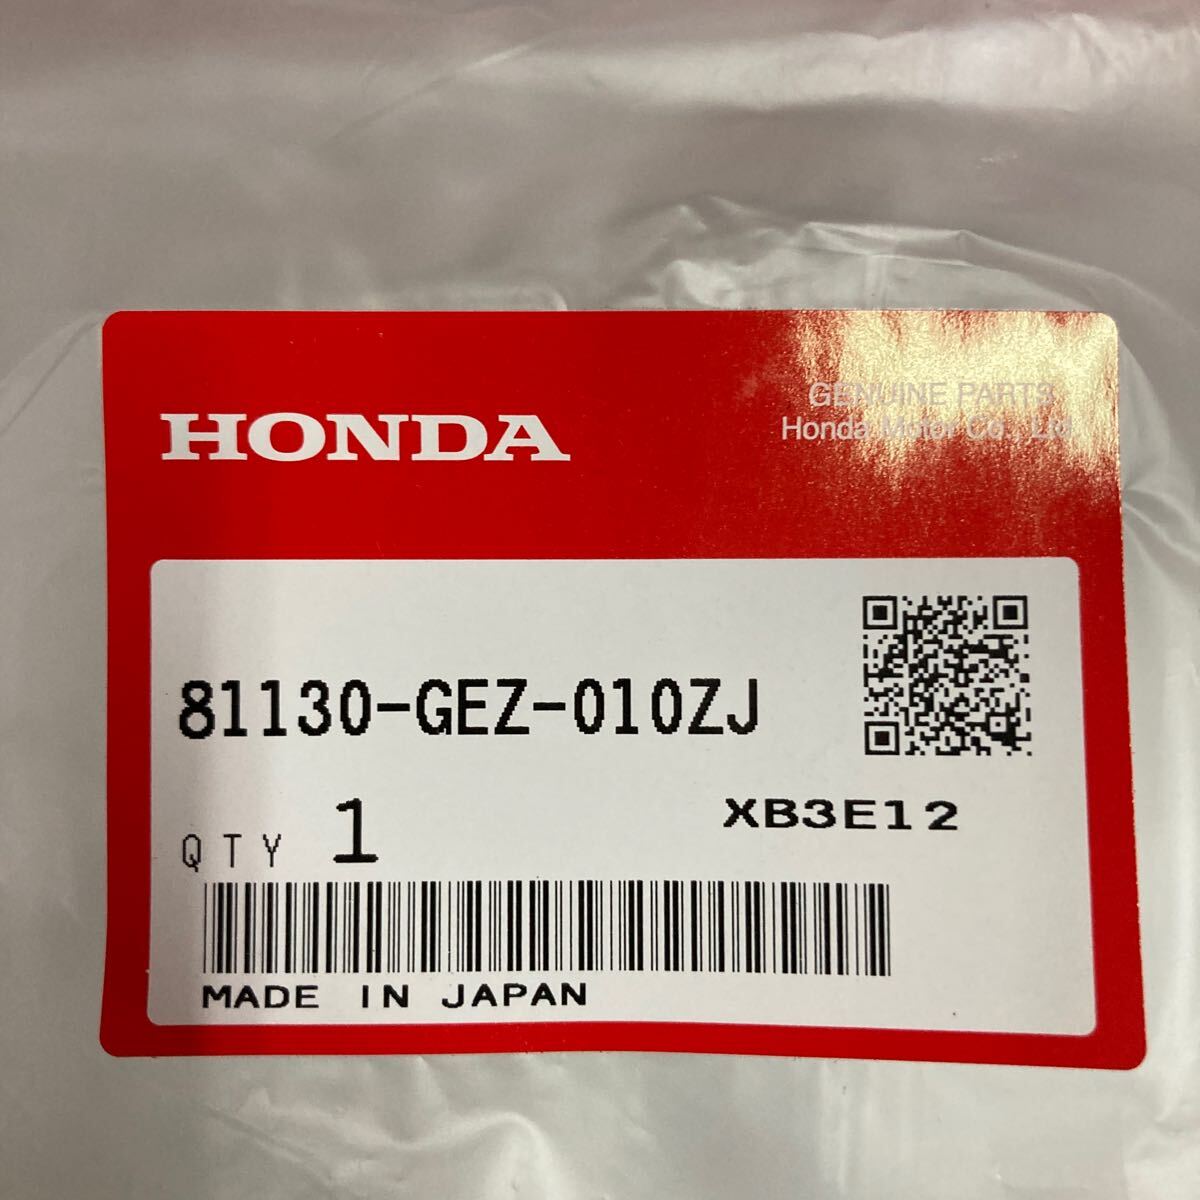 HONDA
GENUINE PARTS
Honda Motor Co., Ltd.
81130-GEZ-010ZJ
QTY 1
XB3E12
MADE IN JAPAN